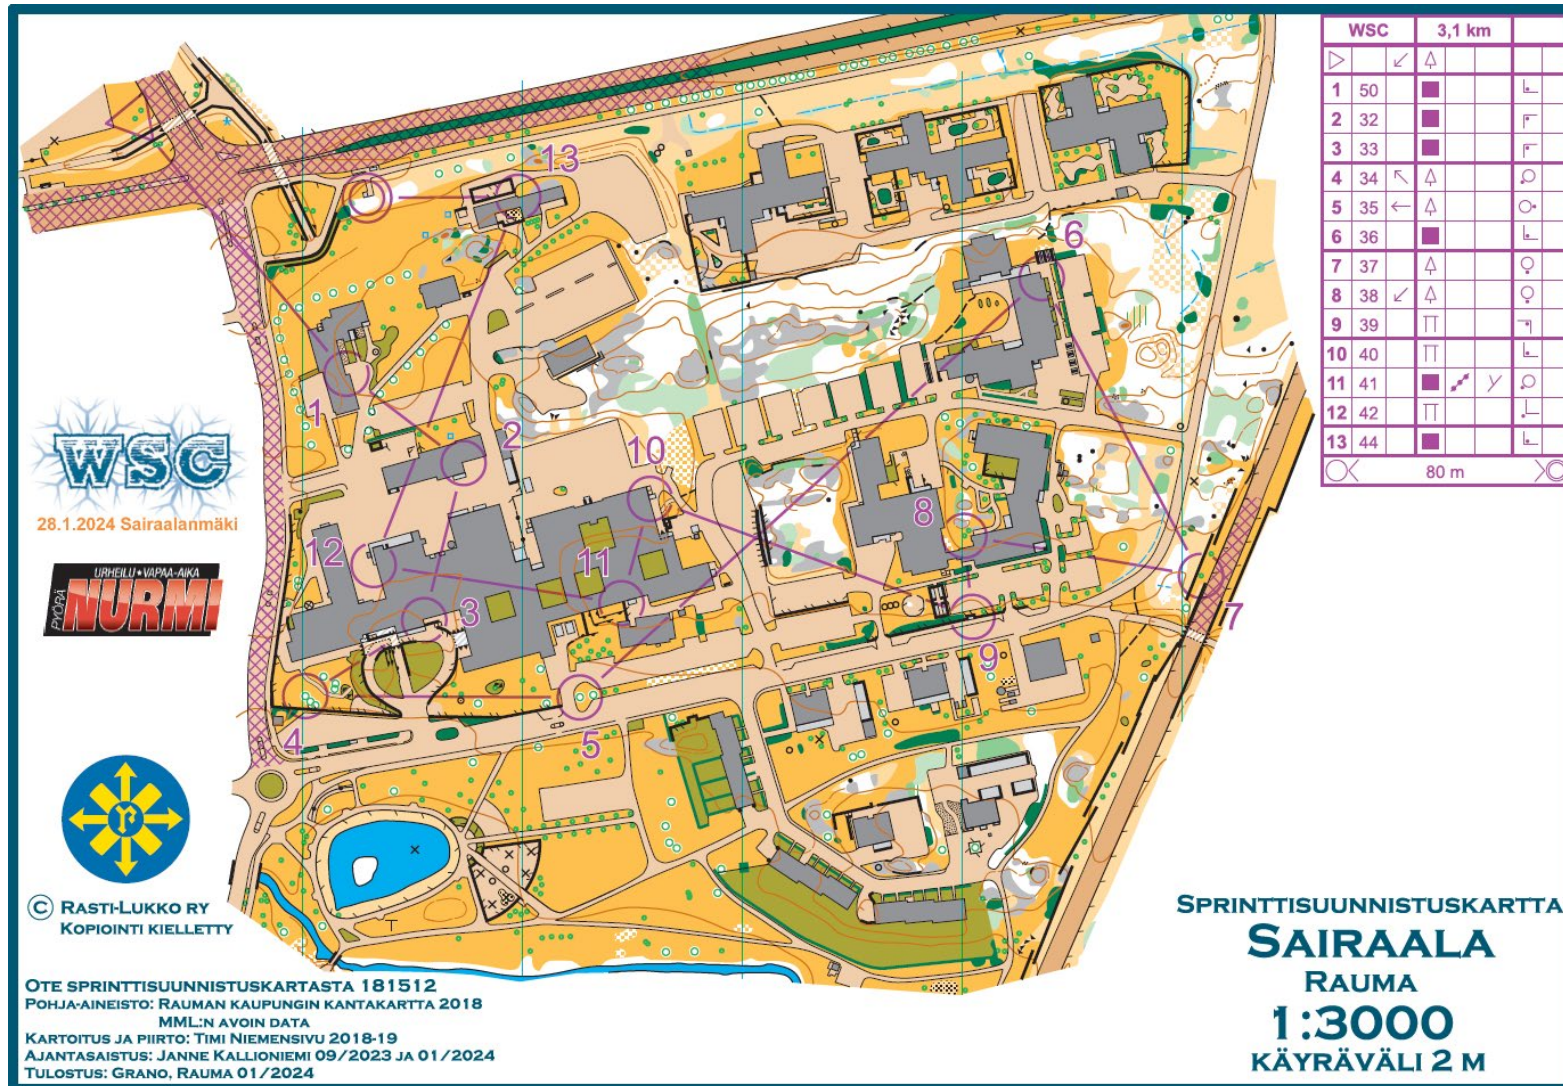 WSC 3,1 km
1 50
2 32
3 33
4 34
5 35
6 36
7 37
8 38
9 39
10 40
11 41
12 42
13 44
80 m
13
6
1
2
10
8
12
11
3
7
9
4
5
WSC
28.1.2024 Sairaalanmäki
URHEILU•VAPAA-AIKA
PYÖRÄ
NURMI
r
© RASTI-LUKKO RY
KOPIOINTI KIELLETTY
OTE SPRINTTISUUNNISTUSKARTASTA 181512
POHJA-AINEISTO: RAUMAN KAUPUNGIN KANTAKARTTA 2018
MML:N AVOIN DATA
KARTOITUS JA PIIRTO: TIMI NIEMENSIVU 2018-19
AJANTASAISTUS: JANNE KALLIONIEMI 09/2023 JA 01/2024
TULOSTUS: GRANO, RAUMA 01/2024
SPRINTTISUUNNISTUSKARTTA
SAIRAALA
RAUMA
1:3000
KÄYRÄVÄLI 2 M